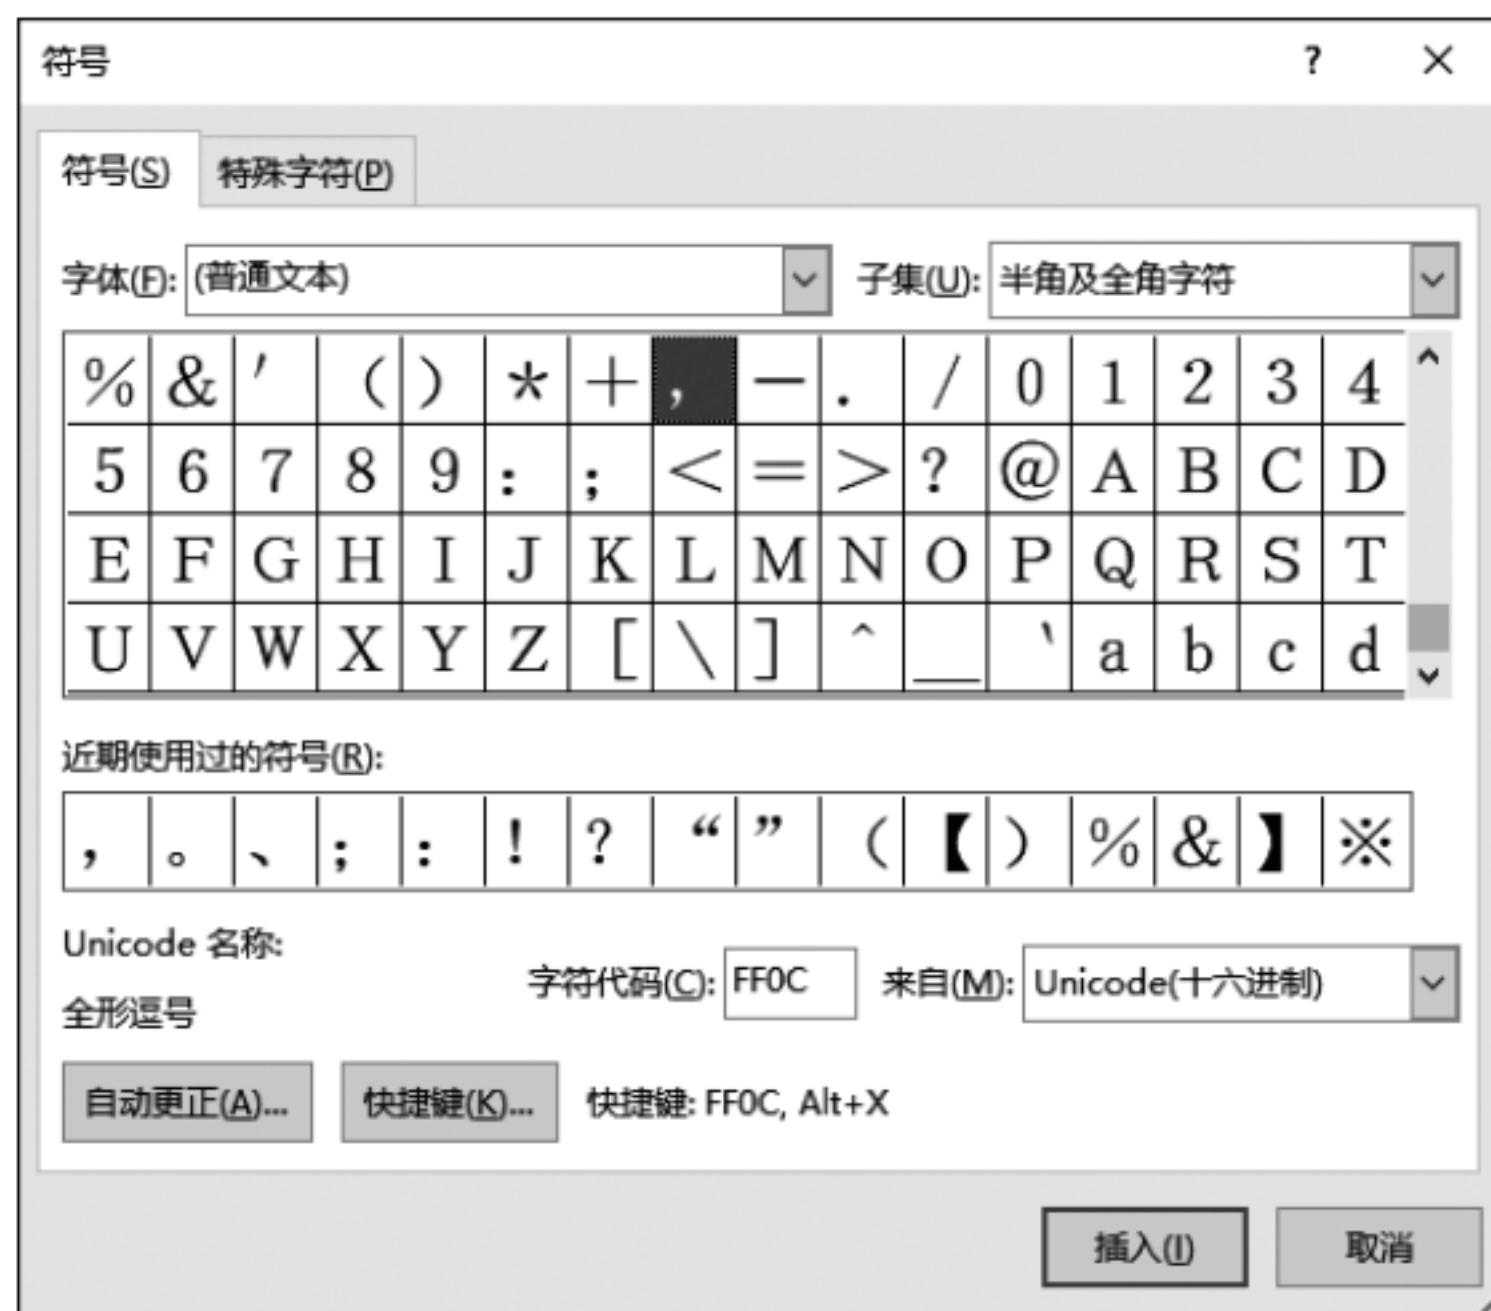 符号 ? ×
符号(S) 特殊字符(P)
字体(F): (普通文本) 子集(U): 半角及全角字符
% & ＇ （ ） * + ， － ． / 0 1 2 3 4
5 6 7 8 9 ： ； < = > ? @ A B C D
E F G H I J K L M N O P Q R S T
U V W X Y Z [ \ ] ^ _ ｀ a b c d
近期使用过的符号(R):
， 。 、 ； ： ！ ？ “ ” （ 【 ） % & 】 ※
Unicode 名称:
全形逗号
字符代码(C): FF0C 来自(M): Unicode(十六进制)
自动更正(A)... 快捷键(K)... 快捷键: FF0C, Alt+X
插入(I) 取消